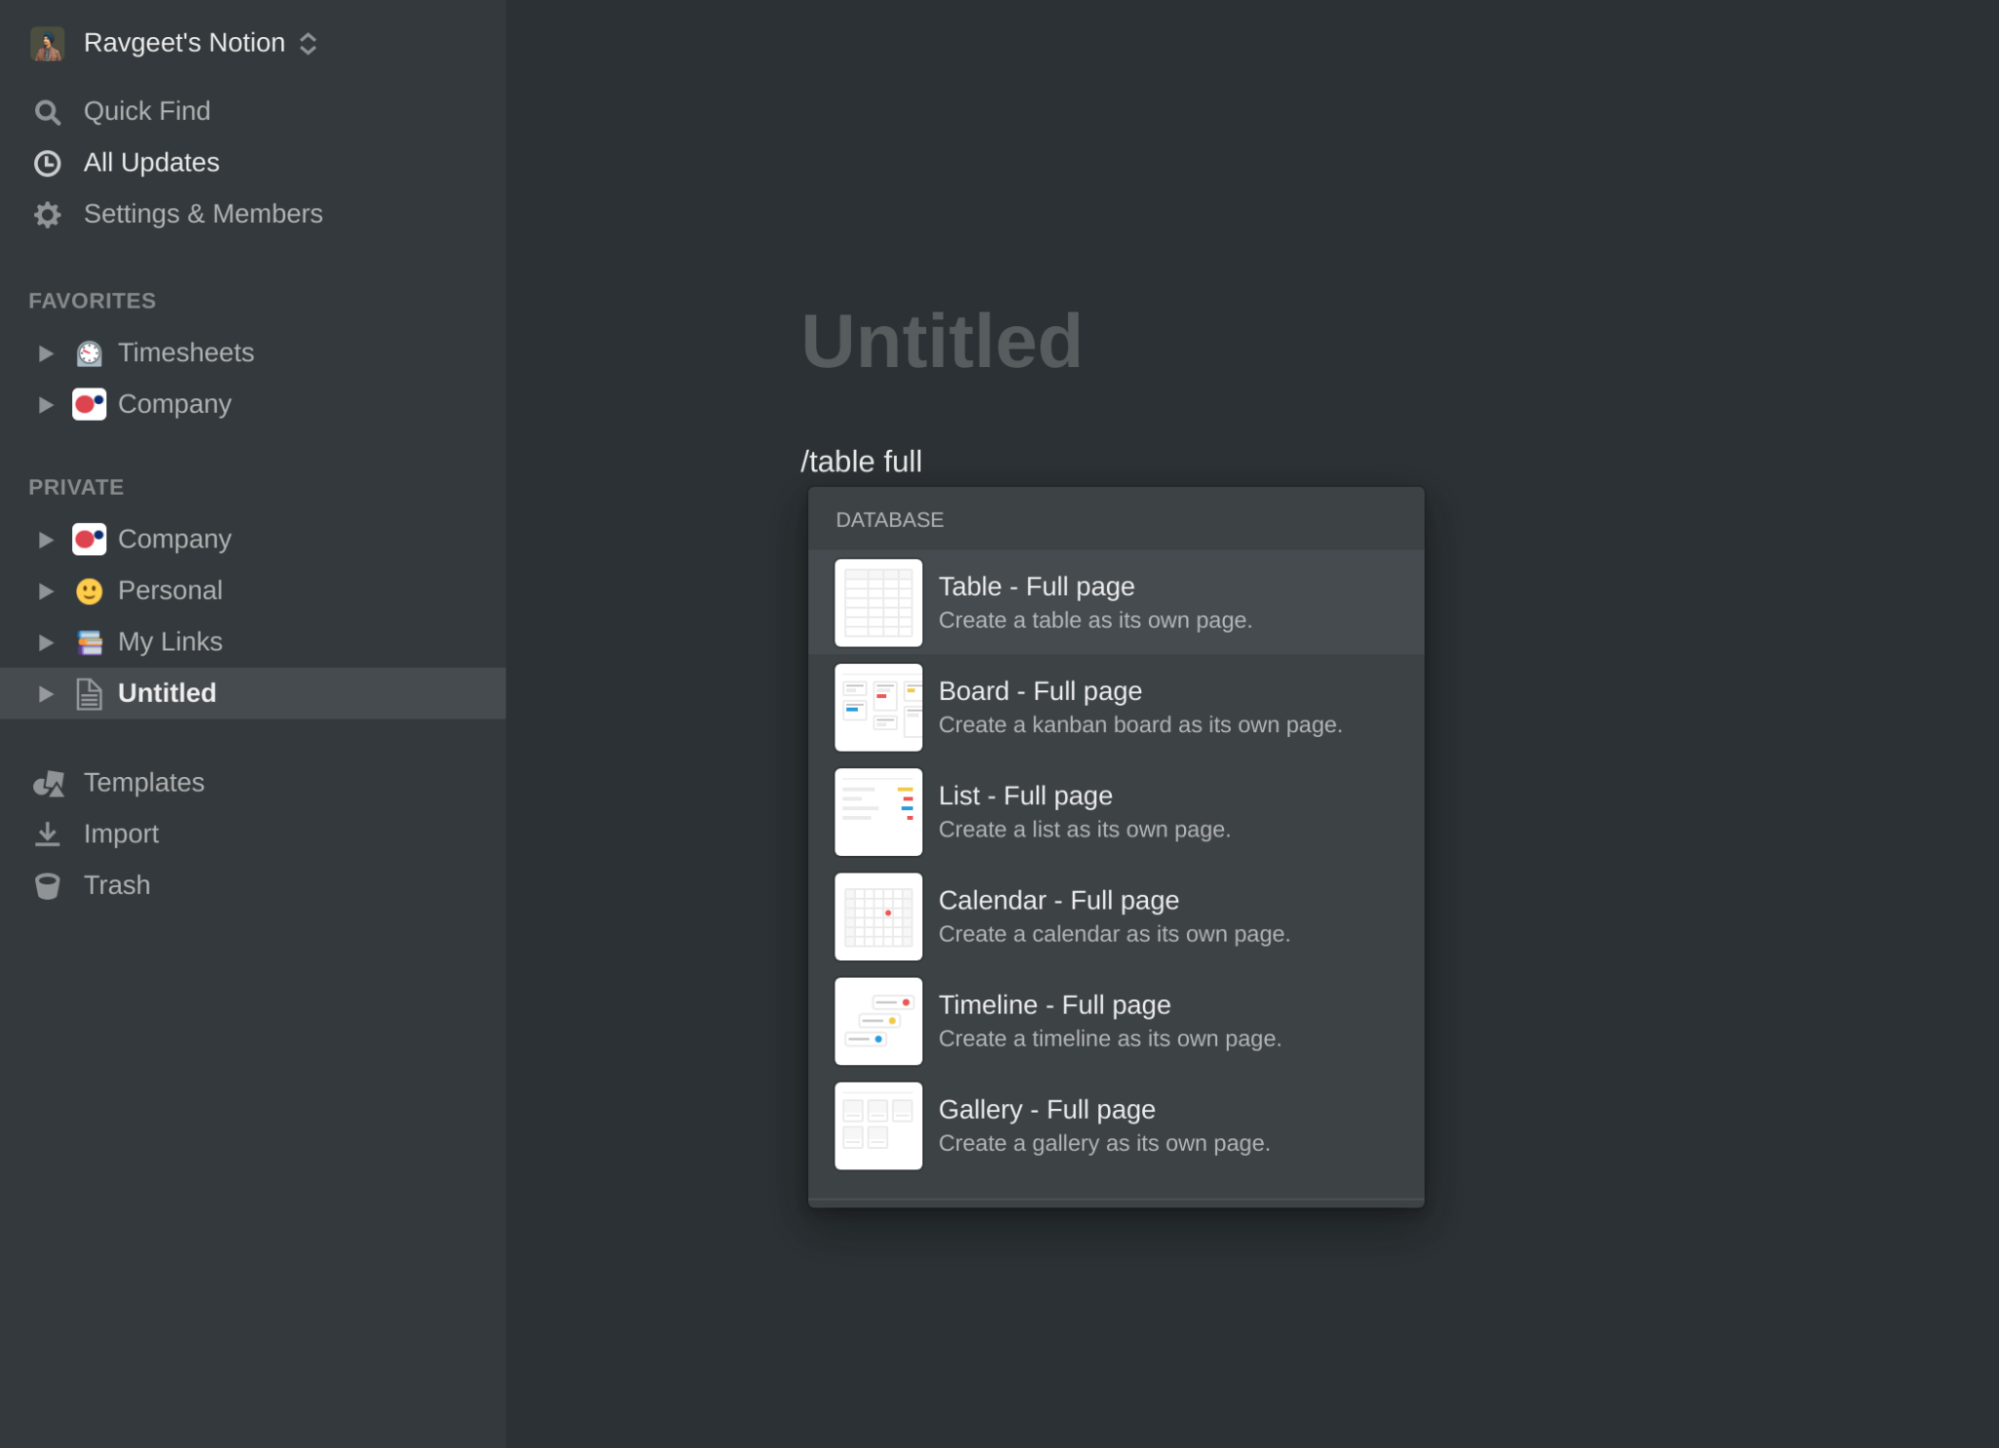 Ravgeet's Notion
Quick Find
All Updates
Settings & Members
FAVORITES
Timesheets
Company
PRIVATE
Company
Personal
My Links
Untitled
Templates
Import
Trash
Untitled
/table full
DATABASE
Table - Full page
Create a table as its own page.
Board - Full page
Create a kanban board as its own page.
List - Full page
Create a list as its own page.
Calendar - Full page
Create a calendar as its own page.
Timeline - Full page
Create a timeline as its own page.
Gallery - Full page
Create a gallery as its own page.